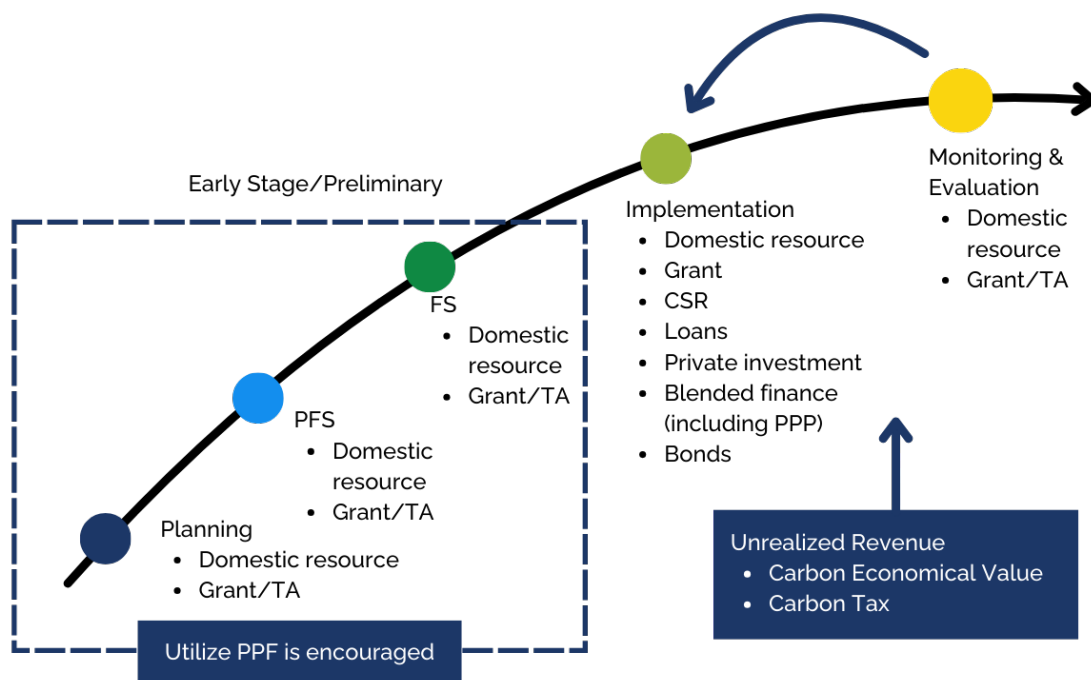 Early Stage/Preliminary
Planning
• Domestic resource
• Grant/TA
PFS
• Domestic
resource
• Grant/TA
FS
• Domestic
resource
• Grant/TA
Utilize PPF is encouraged
Implementation
• Domestic resource
• Grant
• CSR
• Loans
• Private investment
• Blended finance
(including PPP)
• Bonds
Monitoring &
Evaluation
• Domestic
resource
• Grant/TA
Unrealized Revenue
• Carbon Economical Value
• Carbon Tax